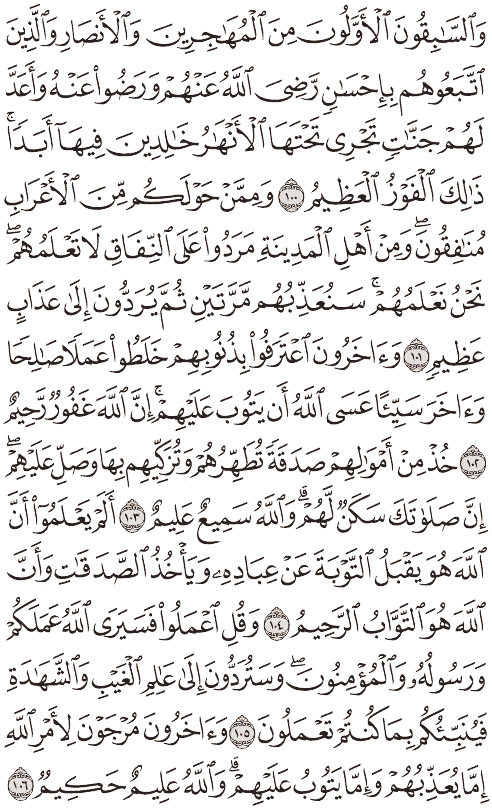 وَٱلسَّٰبِقُونَ ٱلْأَوَّلُونَ مِنَ ٱلْمُهَٰجِرِينَ وَٱلْأَنصَارِ وَٱلَّذِينَ
ٱتَّبَعُوهُم بِإِحْسَٰنٍ رَّضِىَ ٱللَّهُ عَنْهُمْ وَرَضُوا۟ عَنْهُ وَأَعَدَّ
لَهُمْ جَنَّٰتٍ تَجْرِى تَحْتَهَا ٱلْأَنْهَٰرُ خَٰلِدِينَ فِيهَآ أَبَدًا ۚ
ذَٰلِكَ ٱلْفَوْزُ ٱلْعَظِيمُ ١٠٠ وَمِمَّنْ حَوْلَكُم مِّنَ ٱلْأَعْرَابِ
مُنَٰفِقُونَ ۖ وَمِنْ أَهْلِ ٱلْمَدِينَةِ مَرَدُوا۟ عَلَى ٱلنِّفَاقِ لَا تَعْلَمُهُمْ ۖ
نَحْنُ نَعْلَمُهُمْ ۚ سَنُعَذِّبُهُم مَّرَّتَيْنِ ثُمَّ يُرَدُّونَ إِلَىٰ عَذَابٍ
عَظِيمٍ ١٠١ وَءَاخَرُونَ ٱعْتَرَفُوا۟ بِذُنُوبِهِمْ خَلَطُوا۟ عَمَلًا صَٰلِحًا
وَءَاخَرَ سَيِّئًا عَسَى ٱللَّهُ أَن يَتُوبَ عَلَيْهِمْ ۚ إِنَّ ٱللَّهَ غَفُورٌ رَّحِيمٌ
١٠٢ خُذْ مِنْ أَمْوَٰلِهِمْ صَدَقَةً تُطَهِّرُهُمْ وَتُزَكِّيهِم بِهَا وَصَلِّ عَلَيْهِمْ ۖ
إِنَّ صَلَوٰتَكَ سَكَنٌ لَّهُمْ ۗ وَٱللَّهُ سَمِيعٌ عَلِيمٌ ١٠٣ أَلَمْ يَعْلَمُوٓا۟ أَنَّ
ٱللَّهَ هُوَ يَقْبَلُ ٱلتَّوْبَةَ عَنْ عِبَادِهِۦ وَيَأْخُذُ ٱلصَّدَقَٰتِ وَأَنَّ
ٱللَّهَ هُوَ ٱلتَّوَّابُ ٱلرَّحِيمُ ١٠٤ وَقُلِ ٱعْمَلُوا۟ فَسَيَرَى ٱللَّهُ عَمَلَكُمْ
وَرَسُولُهُۥ وَٱلْمُؤْمِنُونَ ۖ وَسَتُرَدُّونَ إِلَىٰ عَٰلِمِ ٱلْغَيْبِ وَٱلشَّهَٰدَةِ
فَيُنَبِّئُكُم بِمَا كُنتُمْ تَعْمَلُونَ ١٠٥ وَءَاخَرُونَ مُرْجَوْنَ لِأَمْرِ ٱللَّهِ
إِمَّا يُعَذِّبُهُمْ وَإِمَّا يَتُوبُ عَلَيْهِمْ ۗ وَٱللَّهُ عَلِيمٌ حَكِيمٌ ١٠٦